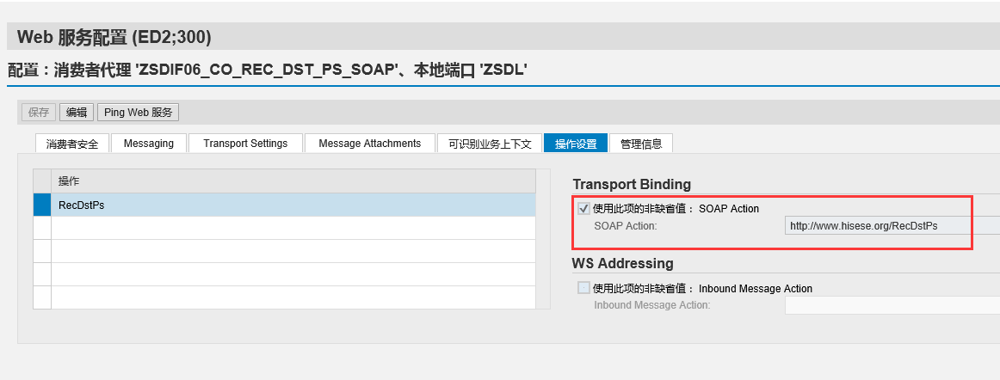 Web 服务配置 (ED2;300)
配置：消费者代理 'ZSDIF06_CO_REC_DST_PS_SOAP'、本地端口 'ZSDL'
保存 编辑 Ping Web 服务
消费者安全 Messaging Transport Settings Message Attachments 可识别业务上下文 操作设置 管理信息
操作
RecDstPs
Transport Binding
使用此项的非缺省值： SOAP Action
SOAP Action: http://www.hisese.org/RecDstPs
WS Addressing
使用此项的非缺省值： Inbound Message Action
Inbound Message Action: